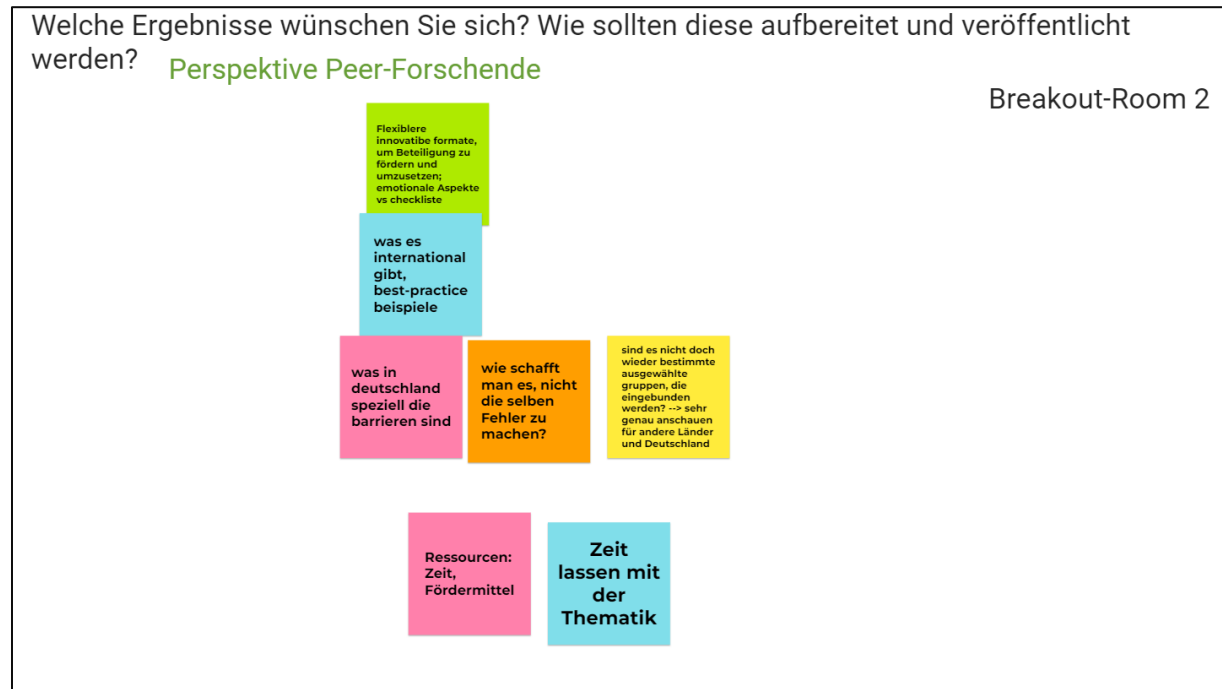 Welche Ergebnisse wünschen Sie sich? Wie sollten diese aufbereitet und veröffentlicht
werden?
Perspektive Peer-Forschende
Breakout-Room 2
Flexiblere
innovatibe formate,
um Beteiligung zu
fördern und
umzusetzen;
emotionale Aspekte
vs checkliste
was es
international
gibt,
best-practice
beispiele
was in
deutschland
speziell die
barrieren sind
wie schafft
man es, nicht
die selben
Fehler zu
machen?
sind es nicht doch
wieder bestimmte
ausgewählte
gruppen, die
eingebunden
werden? --> sehr
genau anschauen
für andere Länder
und Deutschland
Ressourcen:
Zeit,
Fördermittel
Zeit
lassen mit
der
Thematik